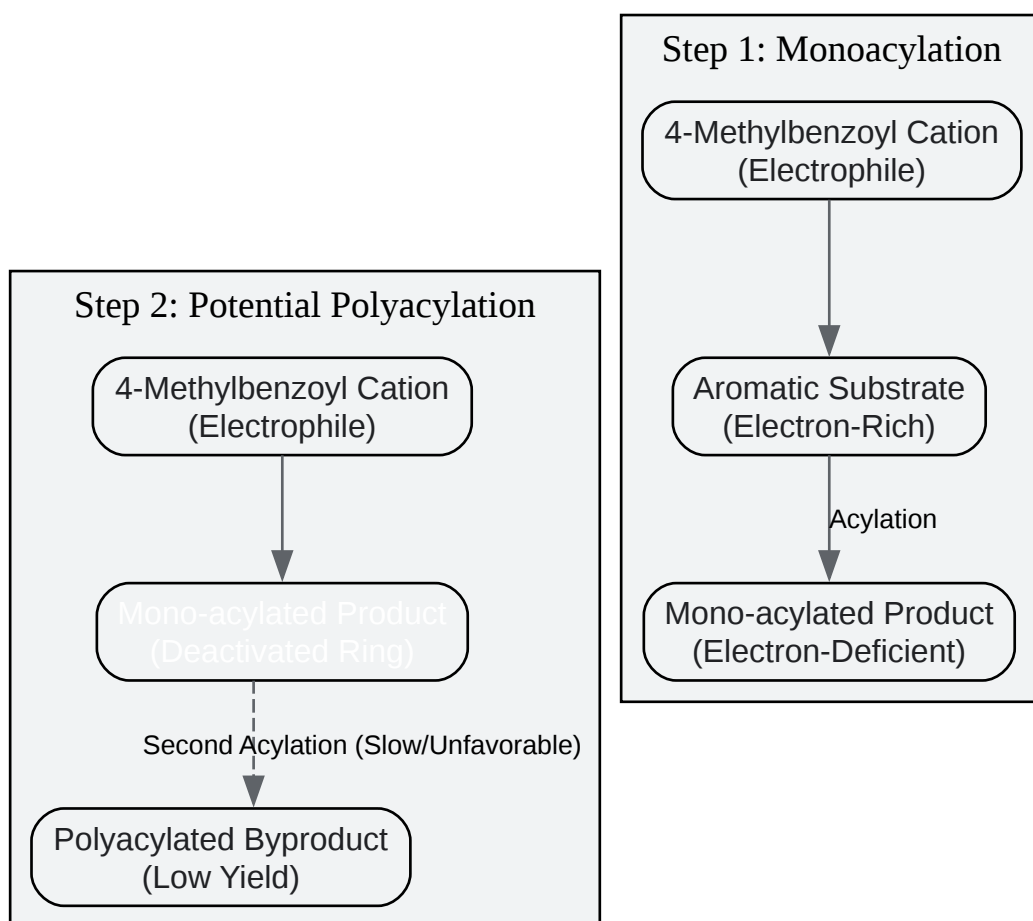 Step 1: Monoacylation
4-Methylbenzoyl Cation
(Electrophile)
Aromatic Substrate
(Electron-Rich)
Acylation
Mono-acylated Product
(Electron-Deficient)
Step 2: Potential Polyacylation
4-Methylbenzoyl Cation
(Electrophile)
Mono-acylated Product
(Deactivated Ring)
Second Acylation (Slow/Unfavorable)
Polyacylated Byproduct
(Low Yield)